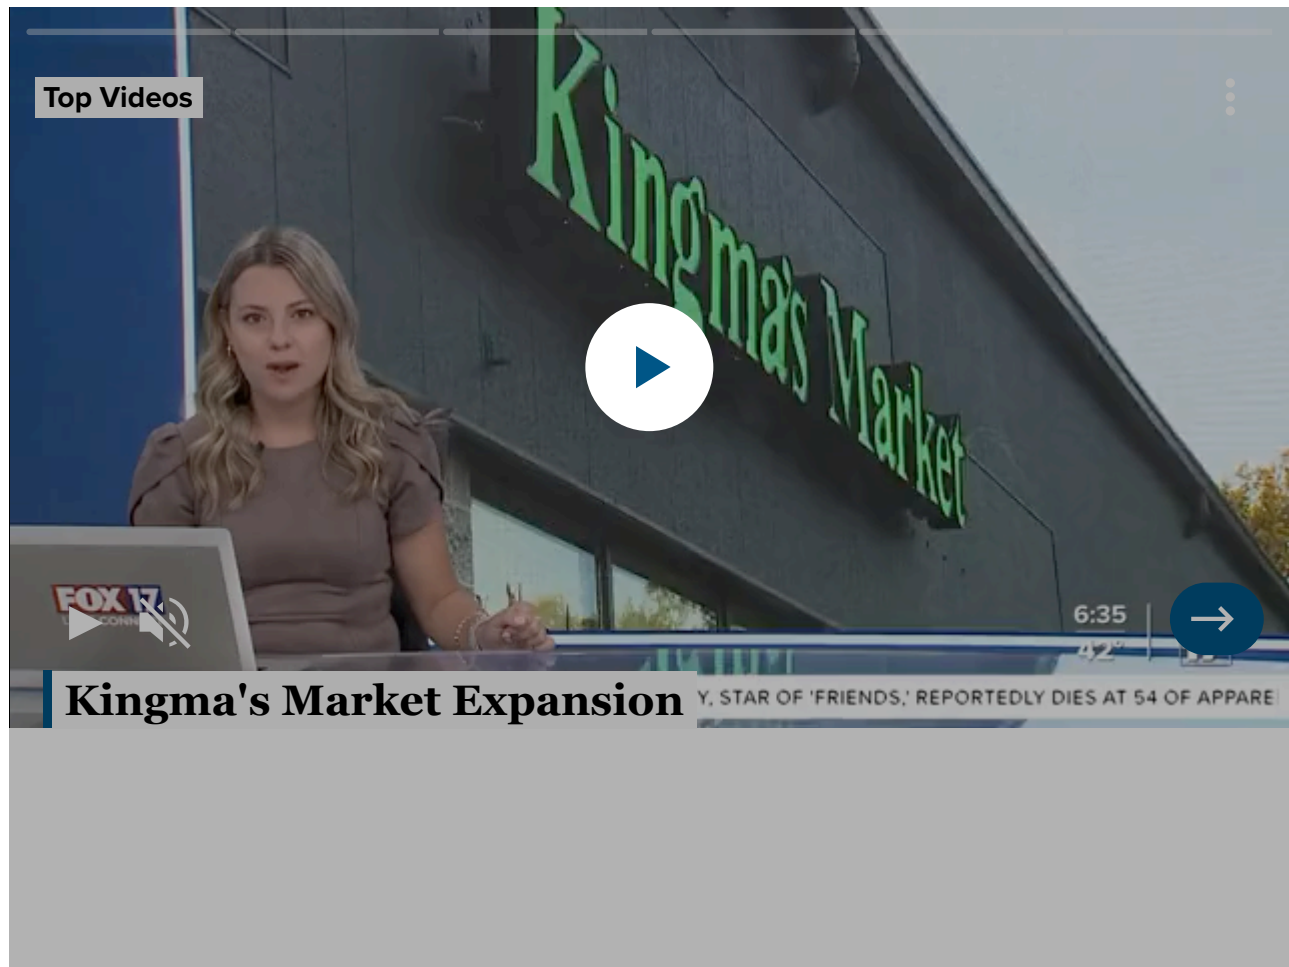 Top Videos
Kingma's Market
FOX 17
6:35
42°
Kingma's Market Expansion
Y, STAR OF 'FRIENDS,' REPORTEDLY DIES AT 54 OF APPARE